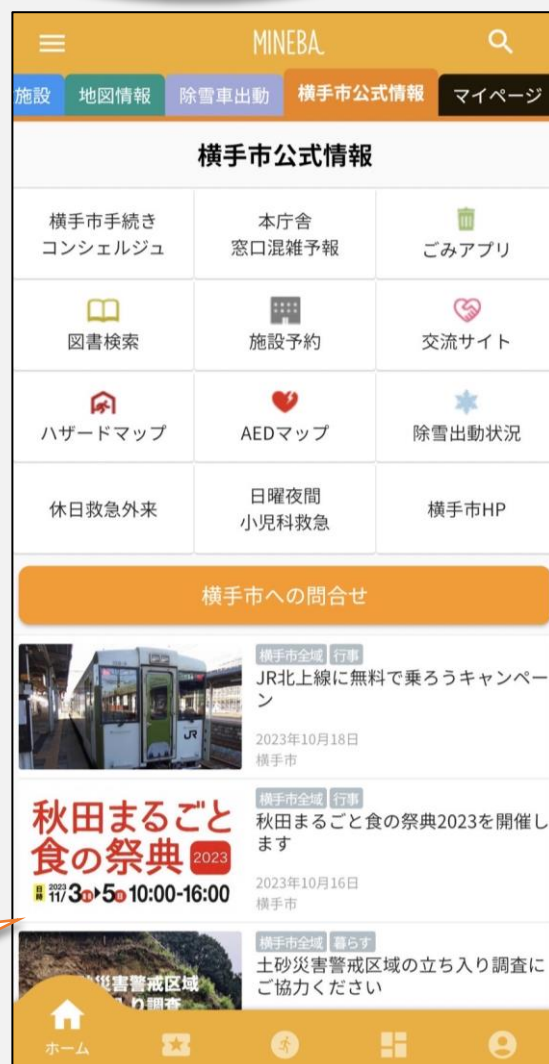 MINEBA
施設 地図情報 除雪車出動 横手市公式情報 マイページ
横手市公式情報
横手市手続き
コンシェルジュ
本庁舎
窓口混雑予報
ごみアプリ
図書検索
施設予約
交流サイト
ハザードマップ
AEDマップ
除雪出動状況
休日救急外来
日曜夜間
小児科救急
横手市HP
横手市への問合せ
JR
横手市全域 行事
JR北上線に無料で乗ろうキャンペー
ン
2023年10月18日
横手市
秋田まるごと
食の祭典 2023
日時 2023 11/3▸5 10:00-16:00
横手市全域 行事
秋田まるごと食の祭典2023を開催し
ます
2023年10月16日
横手市
災害警戒区域
入り調査
横手市全域 暮らす
土砂災害警戒区域の立ち入り調査に
ご協力ください
ホーム